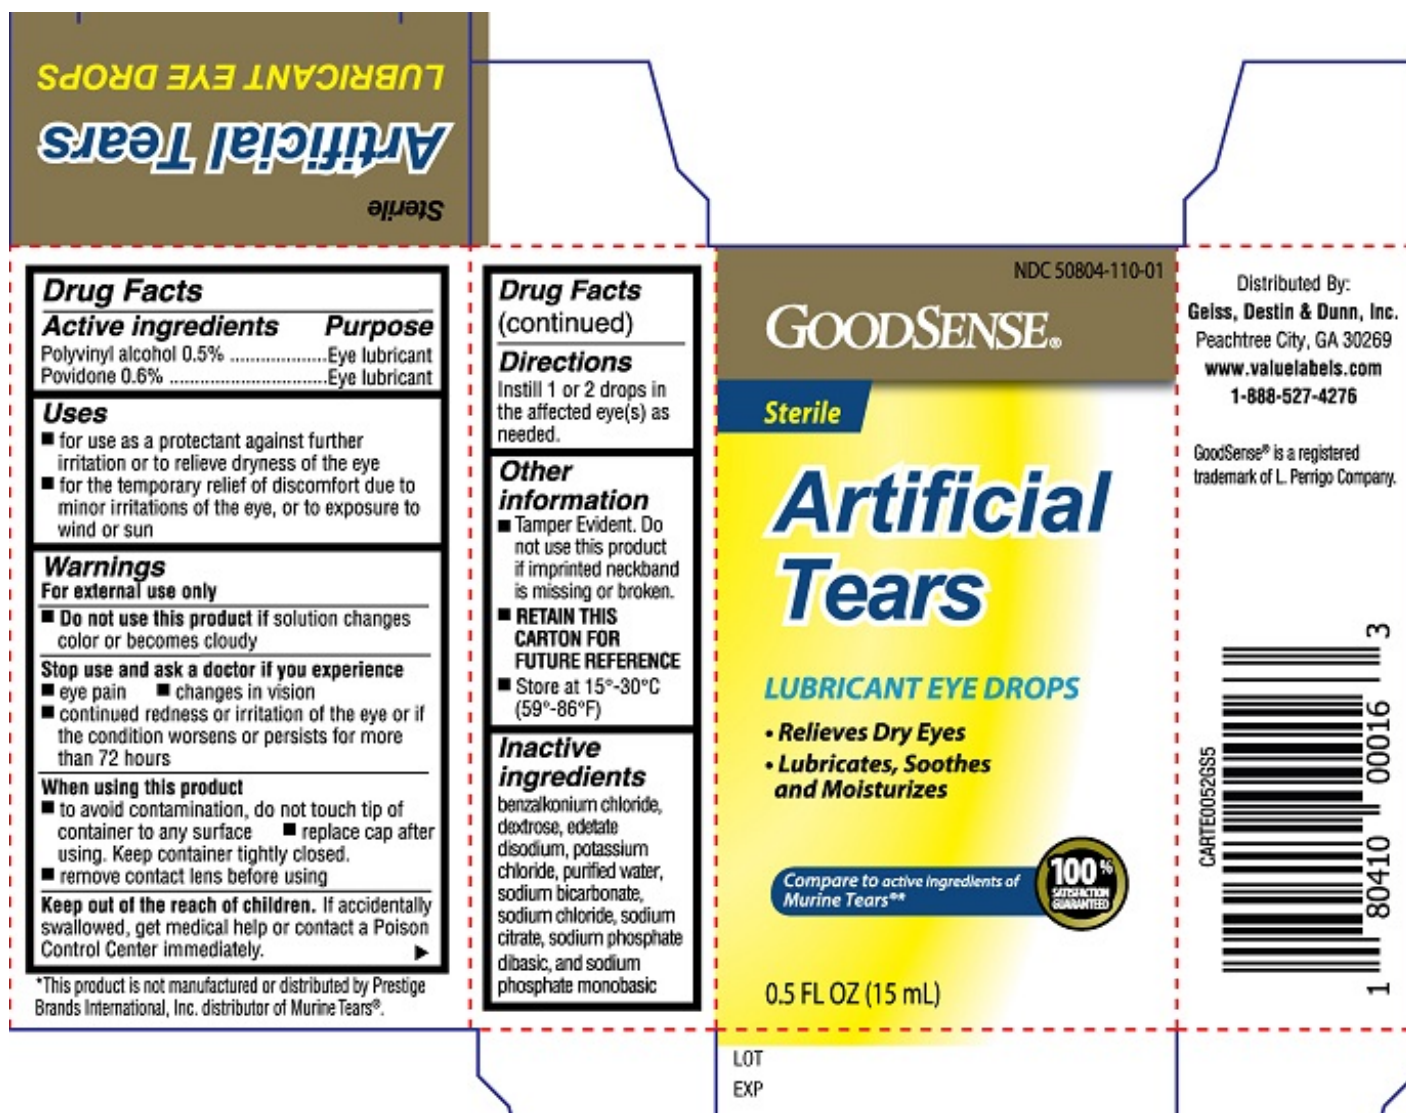 Sterile
Artificial Tears
LUBRICANT EYE DROPS
Drug Facts
Active ingredients Purpose
Polyvinyl alcohol 0.5% ....................Eye lubricant
Povidone 0.6% ................................Eye lubricant
Uses
■ for use as a protectant against further
irritation or to relieve dryness of the eye
■ for the temporary relief of discomfort due to
minor irritations of the eye, or to exposure to
wind or sun
Warnings
For external use only
■ Do not use this product if solution changes
color or becomes cloudy
Stop use and ask a doctor if you experience
■ eye pain ■ changes in vision
■ continued redness or irritation of the eye or if
the condition worsens or persists for more
than 72 hours
When using this product
■ to avoid contamination, do not touch tip of
container to any surface ■ replace cap after
using. Keep container tightly closed.
■ remove contact lens before using
Keep out of the reach of children. If accidentally
swallowed, get medical help or contact a Poison
Control Center immediately. ▶
*This product is not manufactured or distributed by Prestige
Brands International, Inc. distributor of Murine Tears®.
Drug Facts
(continued)
Directions
Instill 1 or 2 drops in
the affected eye(s) as
needed.
Other
information
■ Tamper Evident. Do
not use this product
if imprinted neckband
is missing or broken.
■ RETAIN THIS
CARTON FOR
FUTURE REFERENCE
■ Store at 15°-30°C
(59°-86°F)
Inactive
ingredients
benzalkonium chloride,
dextrose, edetate
disodium, potassium
chloride, purified water,
sodium bicarbonate,
sodium chloride, sodium
citrate, sodium phosphate
dibasic, and sodium
phosphate monobasic
NDC 50804-110-01
GOODSENSE®
Sterile
Artificial
Tears
LUBRICANT EYE DROPS
• Relieves Dry Eyes
• Lubricates, Soothes
and Moisturizes
Compare to active ingredients of
Murine Tears®*
100%
SATISFACTION
GUARANTEED
0.5 FL OZ (15 mL)
LOT
EXP
Distributed By:
Geiss, Destin & Dunn, Inc.
Peachtree City, GA 30269
www.valuelabels.com
1-888-527-4276
GoodSense® is a registered
trademark of L. Perrigo Company.
CARTE0052GS5
1 80410 00016 3